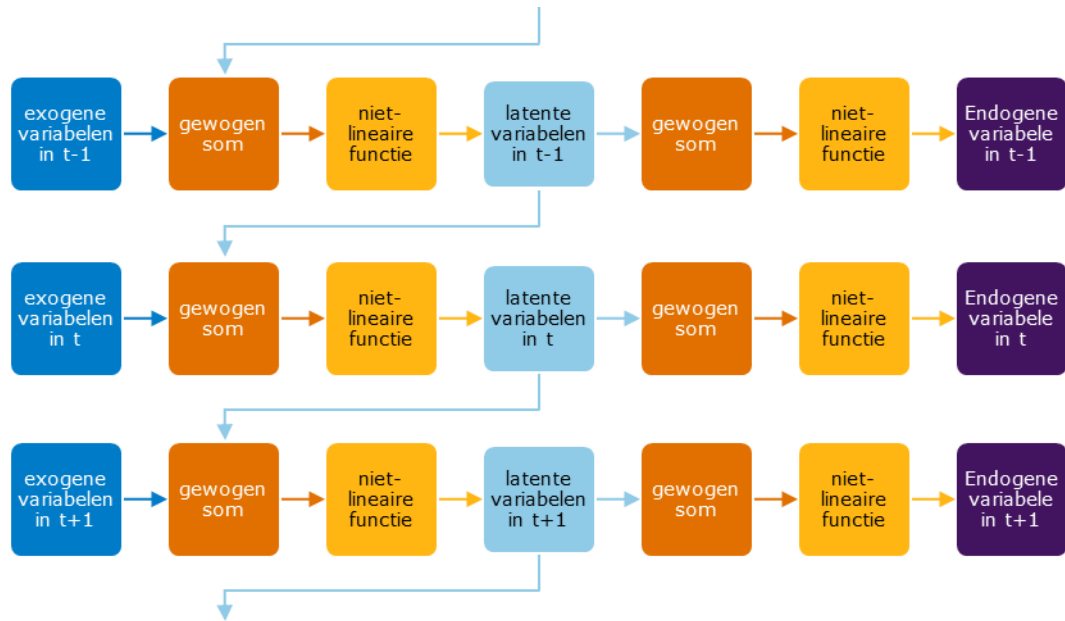 exogene
variabelen
in t-1
gewogen
som
niet-
lineaire
functie
latente
variabelen
in t-1
gewogen
som
niet-
lineaire
functie
Endogene
variabele
in t-1
exogene
variabelen
in t
gewogen
som
niet-
lineaire
functie
latente
variabelen
in t
gewogen
som
niet-
lineaire
functie
Endogene
variabele
in t
exogene
variabelen
in t+1
gewogen
som
niet-
lineaire
functie
latente
variabelen
in t+1
gewogen
som
niet-
lineaire
functie
Endogene
variabele
in t+1